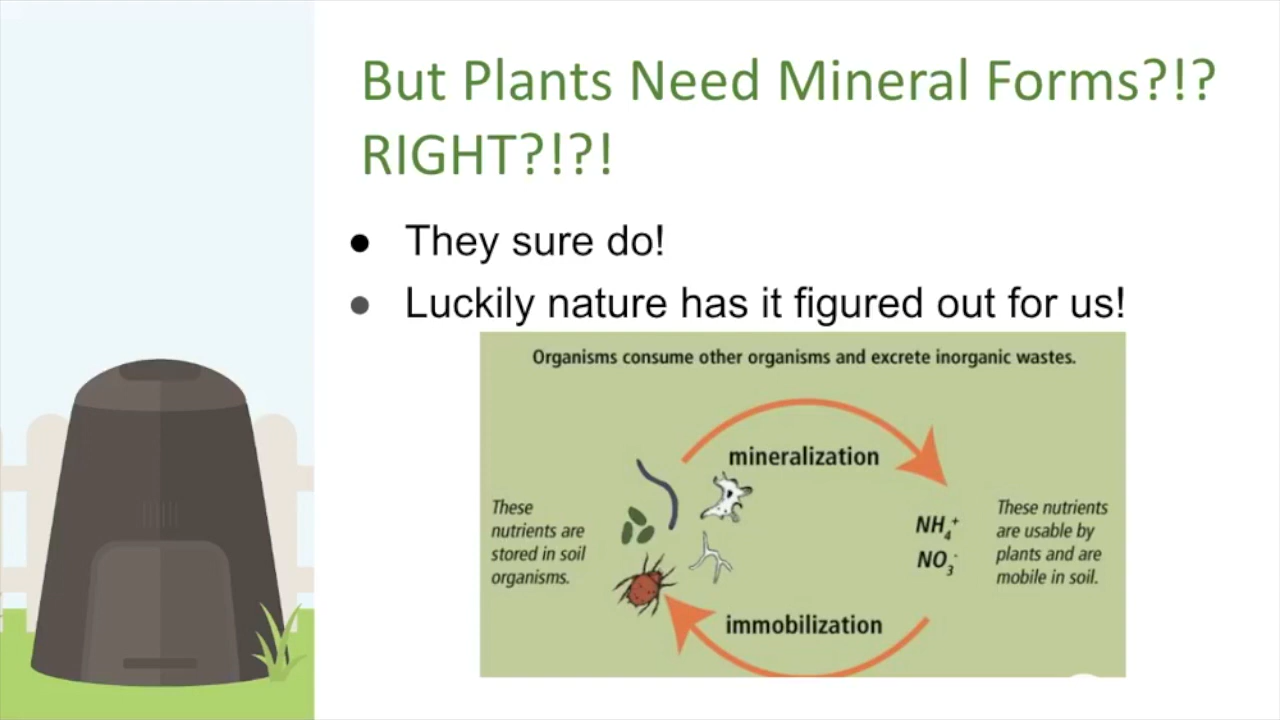 But Plants Need Mineral Forms?!?
RIGHT?!?!
● They sure do!
● Luckily nature has it figured out for us!
Organisms consume other organisms and excrete inorganic wastes.
mineralization
These
nutrients are
stored in soil
organisms.
NH₄⁺
NO₃⁻
These nutrients
are usable by
plants and are
mobile in soil.
immobilization